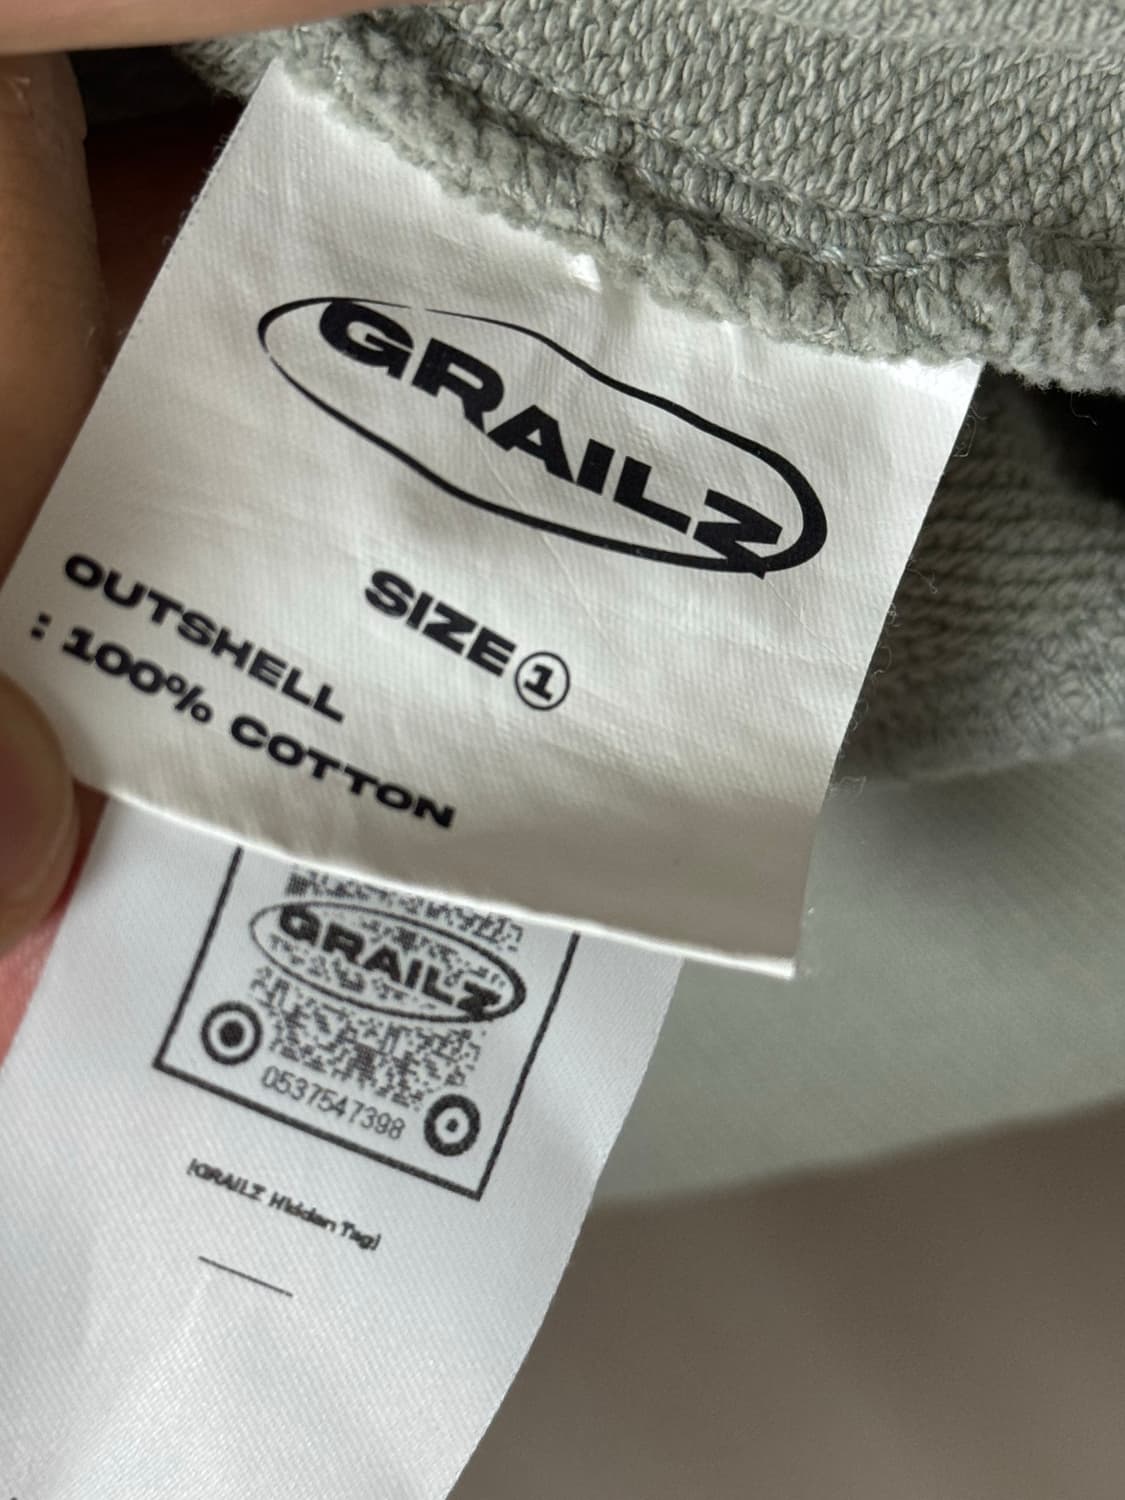 GRAILZ
SIZE ①
OUTSHELL
: 100% COTTON
GRAILZ
0537547398
[GRAILZ Hidden Tag]